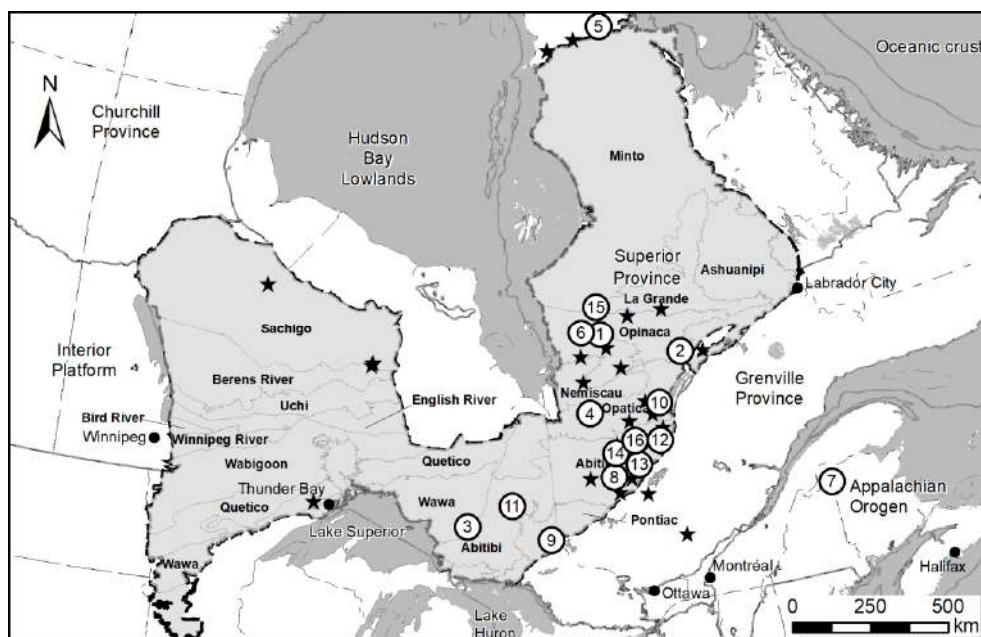 5
Oceanic crust
N
Churchill
Province
Hudson
Bay
Lowlands
Minto
Superior
Province
Ashuanipi
Labrador City
La Grande
15
Sachigo
6
1
Opinaca
2
Interior
Platform
Berens River
Uchi
English River
Nemiscau
Grenville
Province
4
Opatica
10
Bird River
Winnipeg
Winnipeg River
Quetico
16
12
Wabigoon
14
Abiti
13
8
7
Thunder Bay
Quetico
Wawa
11
Appalachian
Orogen
Lake Superior
3
Pontiac
9
Abitibi
Wawa
Montréal
Halifax
Ottawa
Lake
Huron
0 250 500
km